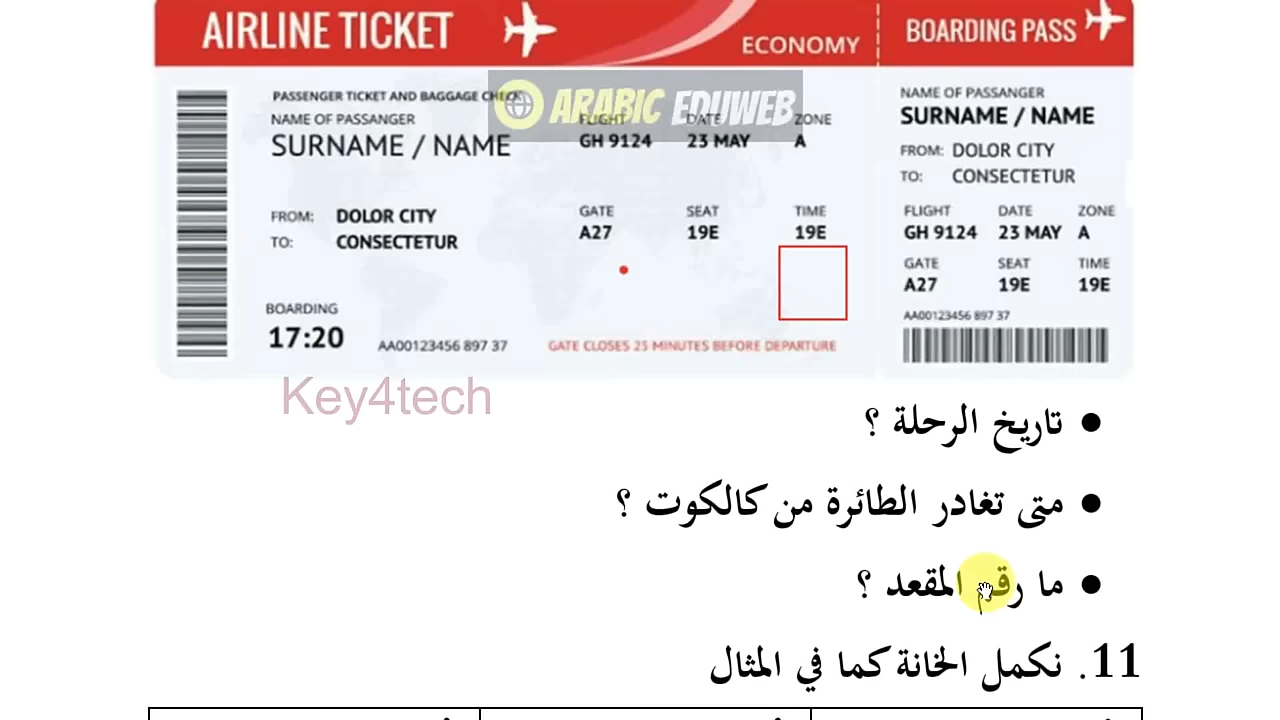 AIRLINE TICKET
ECONOMY
BOARDING PASS
PASSENGER TICKET AND BAGGAGE CHECK
ARABIC EDUWEB
NAME OF PASSANGER
SURNAME / NAME
FLIGHT DATE ZONE
GH 9124 23 MAY A
FROM: DOLOR CITY
TO: CONSECTETUR
GATE SEAT TIME
A27 19E 19E
BOARDING
17:20
AA00123456 897 37
GATE CLOSES 25 MINUTES BEFORE DEPARTURE
NAME OF PASSANGER
SURNAME / NAME
FROM: DOLOR CITY
TO: CONSECTETUR
FLIGHT DATE ZONE
GH 9124 23 MAY A
GATE SEAT TIME
A27 19E 19E
AA00123456 897 37
Key4tech
● تاريخ الرحلة ؟
● متى تغادر الطائرة من كالكوت ؟
● ما رقم المقعد ؟
11. نكمل الخانة كما في المثال